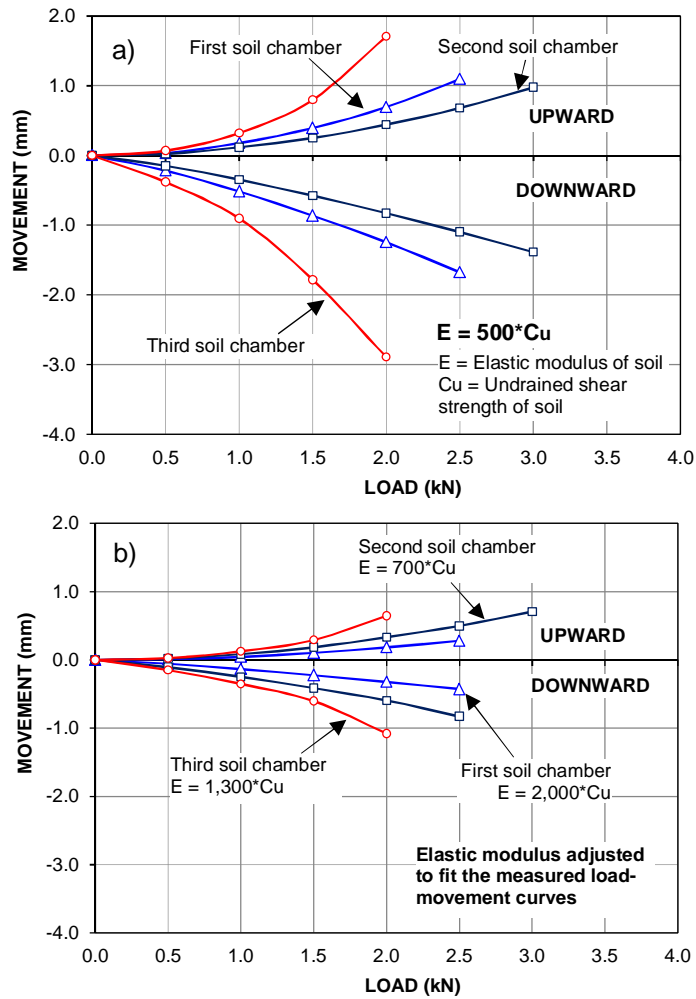 a)
First soil chamber
Second soil chamber
UPWARD
DOWNWARD
Third soil chamber
E = 500*Cu
E = Elastic modulus of soil
Cu = Undrained shear
strength of soil
MOVEMENT (mm)
2.0
1.0
0.0
-1.0
-2.0
-3.0
-4.0
0.0 0.5 1.0 1.5 2.0 2.5 3.0 3.5 4.0
LOAD (kN)
b)
Second soil chamber
E = 700*Cu
UPWARD
DOWNWARD
Third soil chamber
E = 1,300*Cu
First soil chamber
E = 2,000*Cu
Elastic modulus adjusted
to fit the measured load-
movement curves
MOVEMENT (mm)
2.0
1.0
0.0
-1.0
-2.0
-3.0
-4.0
0.0 0.5 1.0 1.5 2.0 2.5 3.0 3.5 4.0
LOAD (kN)